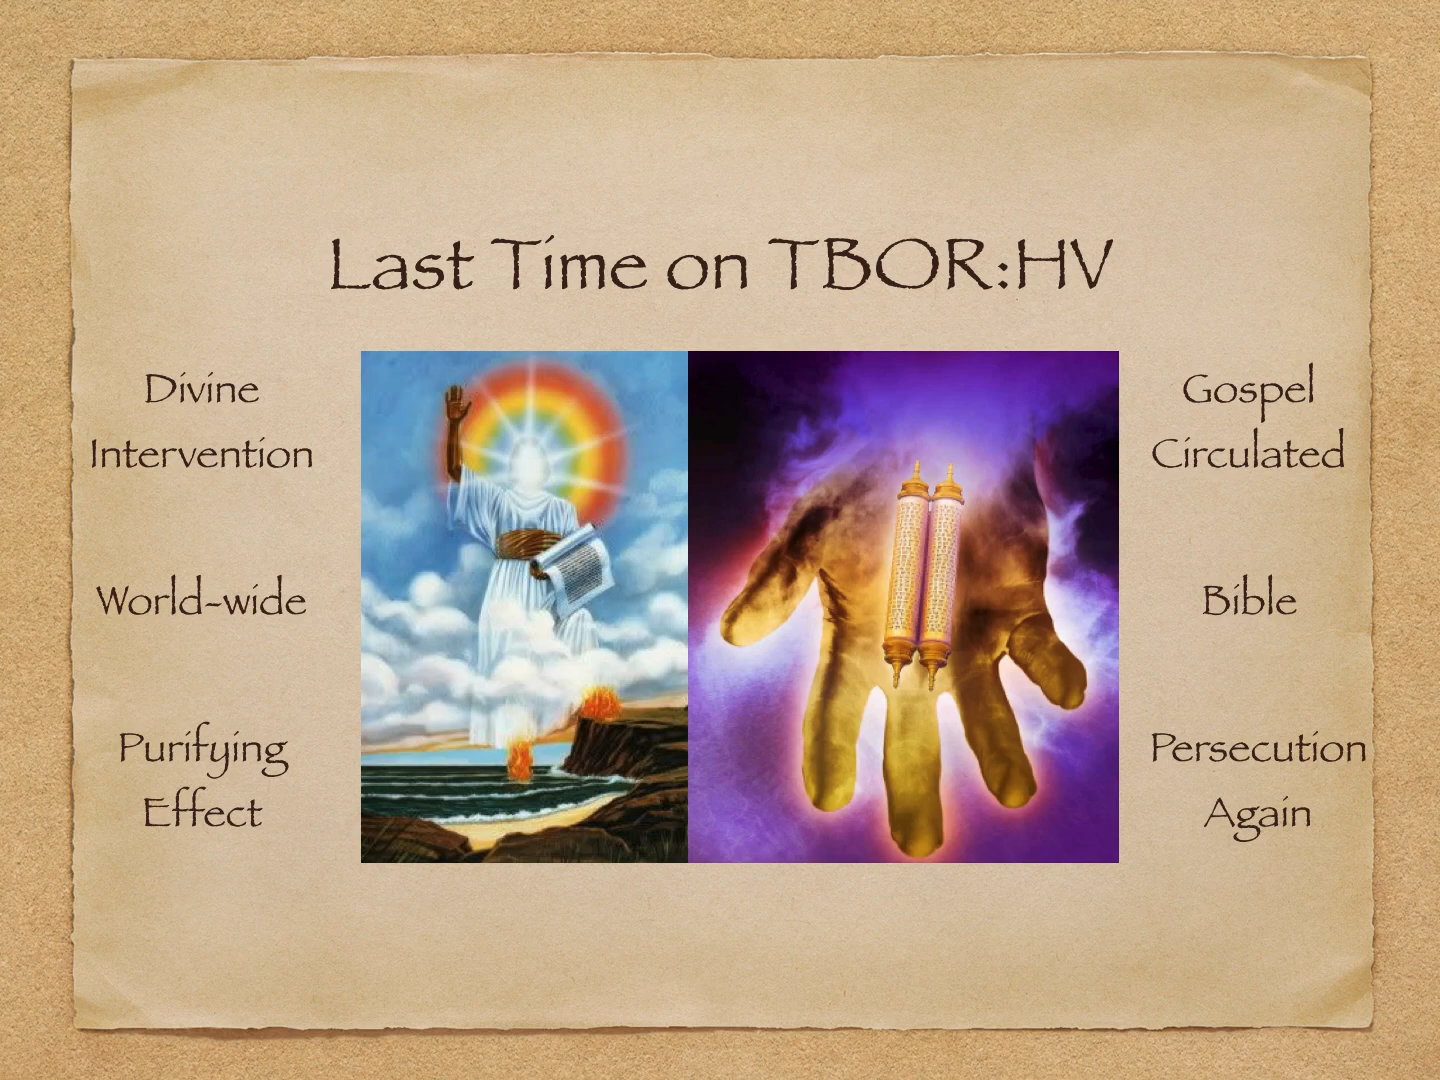 Last Time on TBOR:HV
Divine
Intervention
World-wide
Purifying
Effect
Gospel
Circulated
Bible
Persecution
Again